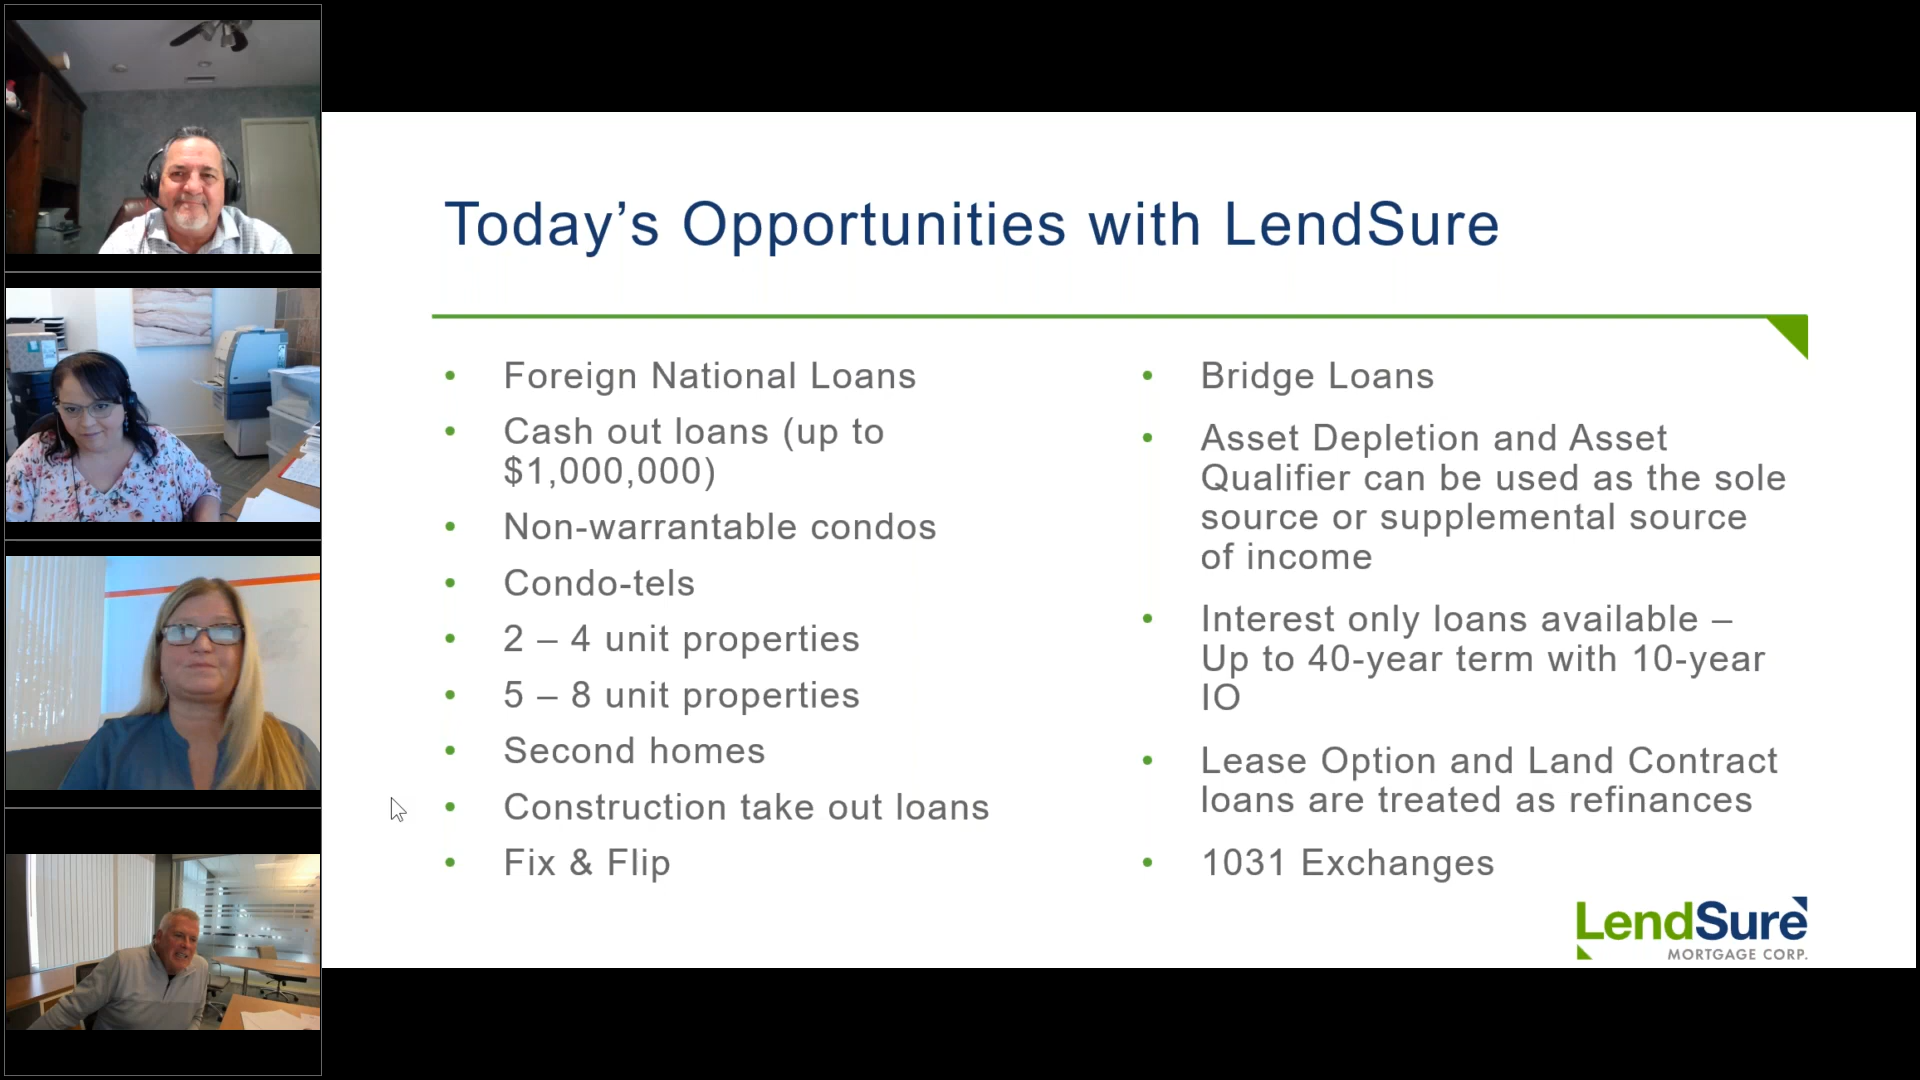 Today’s Opportunities with LendSure
• Foreign National Loans
• Cash out loans (up to
$1,000,000)
• Non-warrantable condos
• Condo-tels
• 2 – 4 unit properties
• 5 – 8 unit properties
• Second homes
• Construction take out loans
• Fix & Flip
• Bridge Loans
• Asset Depletion and Asset
Qualifier can be used as the sole
source or supplemental source
of income
• Interest only loans available –
Up to 40-year term with 10-year
IO
• Lease Option and Land Contract
loans are treated as refinances
• 1031 Exchanges
LendSure
MORTGAGE CORP.